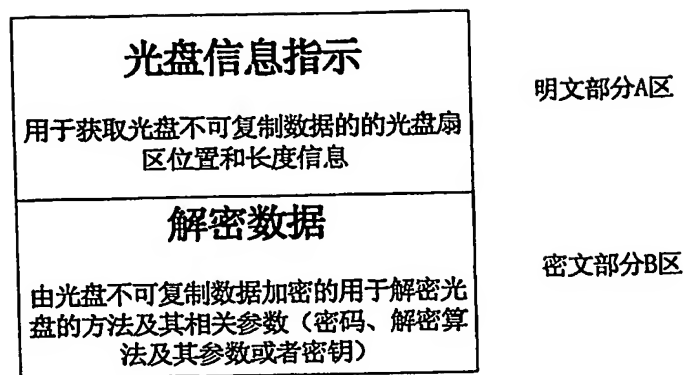 光盘信息指示
明文部分A区
用于获取光盘不可复制数据的的光盘扇
区位置和长度信息
解密数据
密文部分B区
由光盘不可复制数据加密的用于解密光
盘的方法及其相关参数（密码、解密算
法及其参数或者密钥）